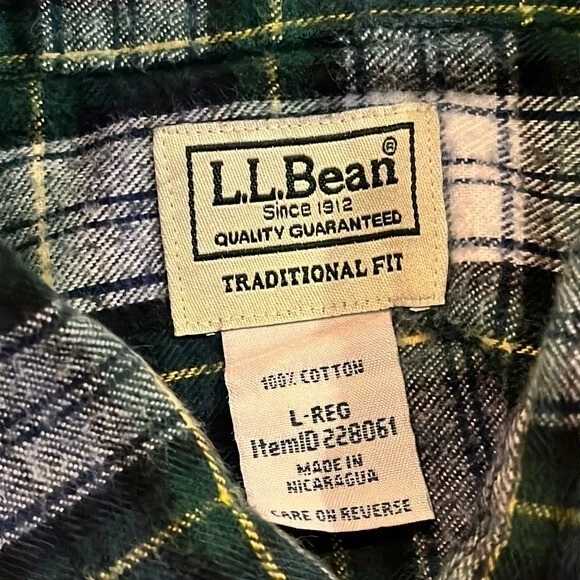 L.L.Bean®
Since 1912
QUALITY GUARANTEED
TRADITIONAL FIT
100% COTTON
L-REG
ItemID 228061
MADE IN
NICARAGUA
CARE ON REVERSE